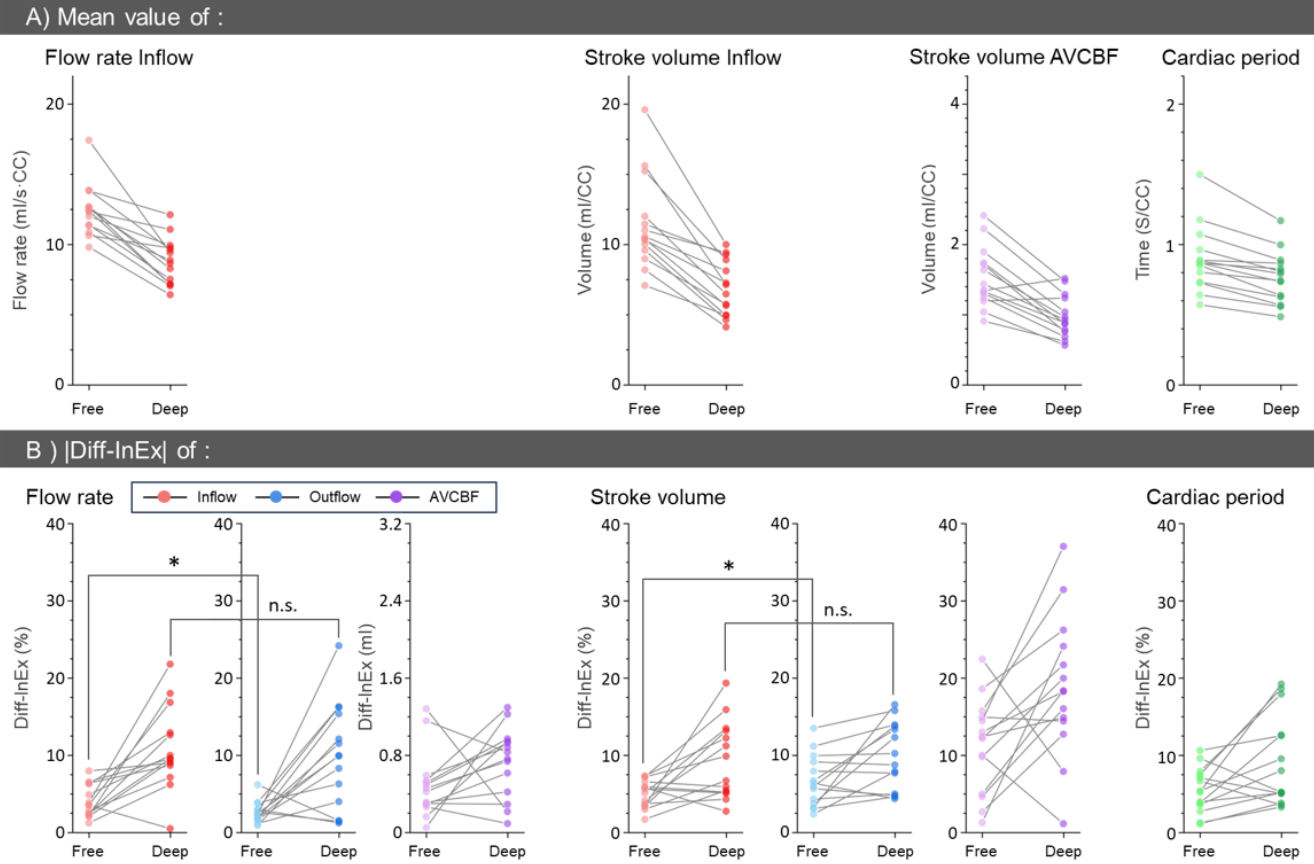 A) Mean value of :
Flow rate Inflow
Stroke volume Inflow
Stroke volume AVCBF
Cardiac period
Flow rate (ml/s·CC)
20
10
0
Free Deep
Volume (ml/CC)
20
10
0
Free Deep
Volume (ml/CC)
4
2
0
Free Deep
Time (S/CC)
2
1
0
Free Deep
B ) |Diff-InEx| of :
Flow rate
Inflow Outflow AVCBF
Stroke volume
Cardiac period
Diff-InEx (%)
40
30
20
10
0
Free Deep
*
40
30
20
10
0
Free Deep
n.s.
Diff-InEx (ml)
3.2
2.4
1.6
0.8
0
Free Deep
Diff-InEx (%)
40
30
20
10
0
Free Deep
*
40
30
20
10
0
Free Deep
n.s.
40
30
20
10
0
Free Deep
Diff-InEx (%)
40
30
20
10
0
Free Deep